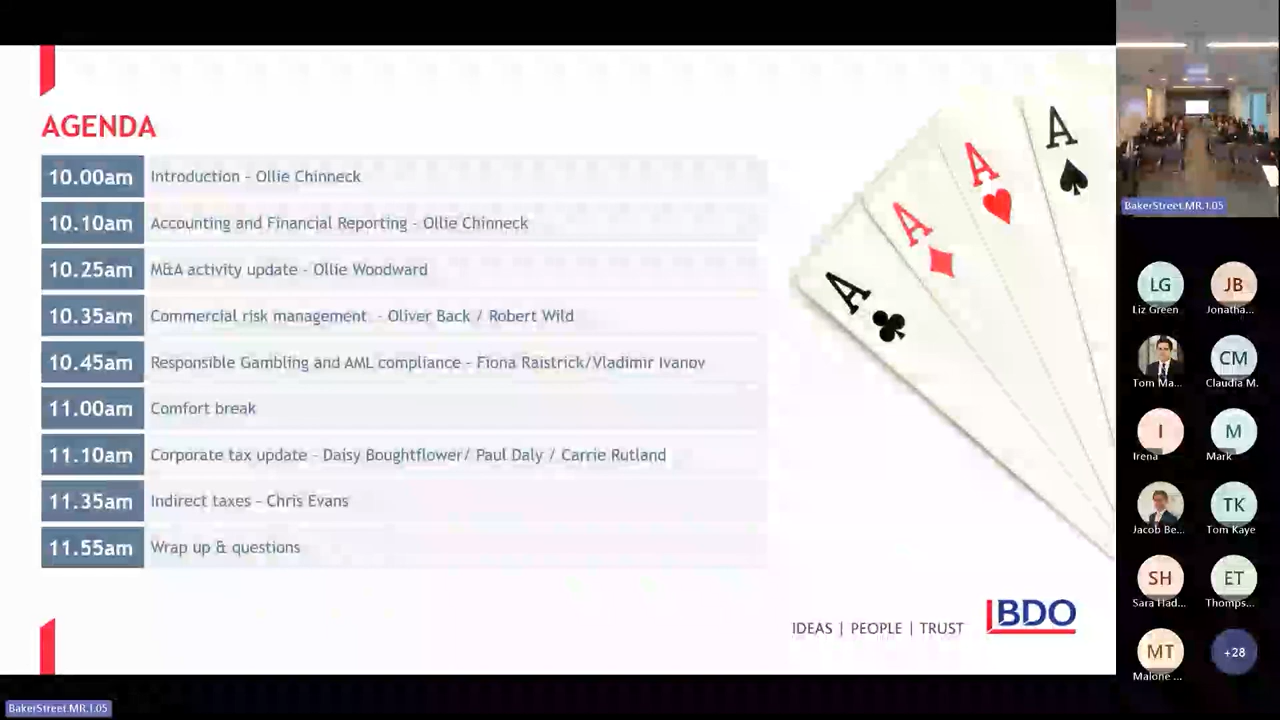 AGENDA
10.00am Introduction - Ollie Chinneck
10.10am Accounting and Financial Reporting - Ollie Chinneck
10.25am M&A activity update - Ollie Woodward
10.35am Commercial risk management - Oliver Back / Robert Wild
10.45am Responsible Gambling and AML compliance - Fiona Raistrick/Vladimir Ivanov
11.00am Comfort break
11.10am Corporate tax update - Daisy Boughtflower/ Paul Daly / Carrie Rutland
11.35am Indirect taxes - Chris Evans
11.55am Wrap up & questions
A
A
A
A
IDEAS | PEOPLE | TRUST
BDO
BakerStreet.MR.1.05
BakerStreet.MR.1.05
LG JB
Liz Green Jonatha...
CM
Tom Ma... Claudia M.
I M
Irena Mark
TK
Jacob Be... Tom Kaye
SH ET
Sara Had... Thomps...
MT +28
Malone ...